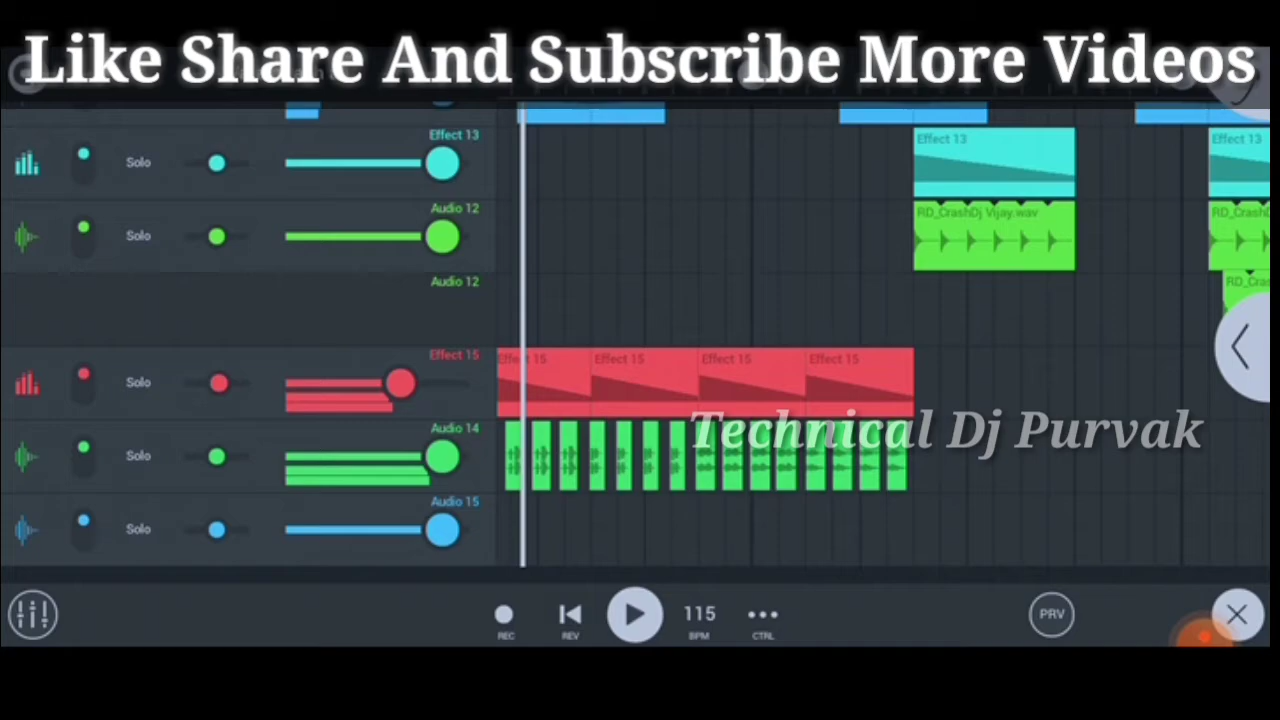 Like Share And Subscribe More Videos
Effect 13
Solo
Effect 13
Effect 13
Audio 12
Solo
RD_CrashDj Vijay.wav
RD_CrashD
Audio 12
RD_Cras
Effect 15
Solo
Effect 15
Effect 15
Effect 15
Effect 15
Technical Dj Purvak
Audio 14
Solo
Audio 15
Solo
REC
REV
115
BPM
CTRL
PRV